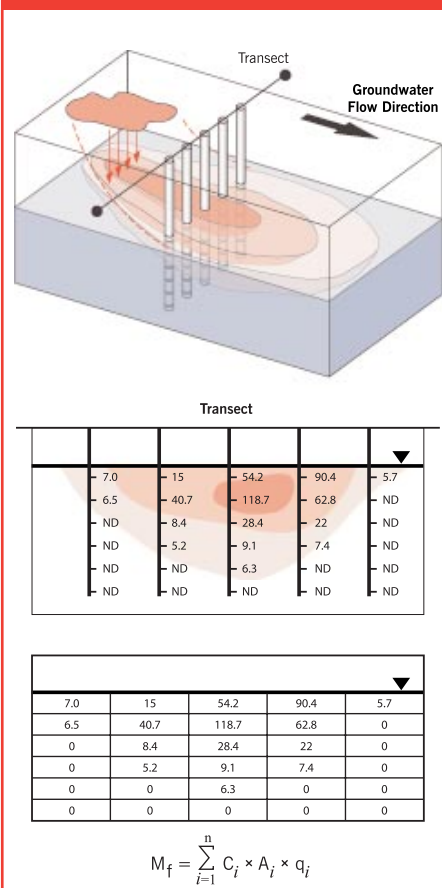 Transect
Groundwater
Flow Direction
Transect
7.0 15 54.2 90.4 5.7
6.5 40.7 118.7 62.8 ND
ND 8.4 28.4 22 ND
ND 5.2 9.1 7.4 ND
ND ND 6.3 ND ND
ND ND ND ND ND
7.0 15 54.2 90.4 5.7
6.5 40.7 118.7 62.8 0
0 8.4 28.4 22 0
0 5.2 9.1 7.4 0
0 0 6.3 0 0
0 0 0 0 0
M_f = n ∑ i=1 C_i × A_i × q_i